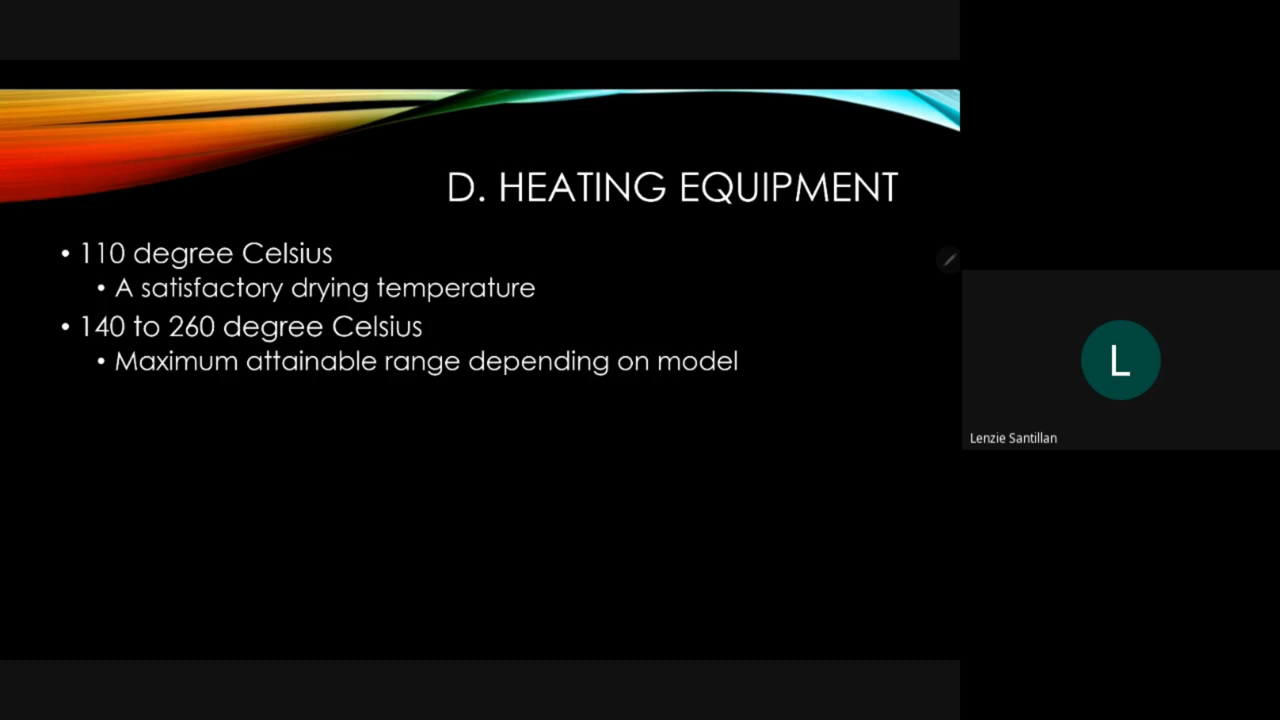 D. HEATING EQUIPMENT
• 110 degree Celsius
• A satisfactory drying temperature
• 140 to 260 degree Celsius
• Maximum attainable range depending on model
L
Lenzie Santillan